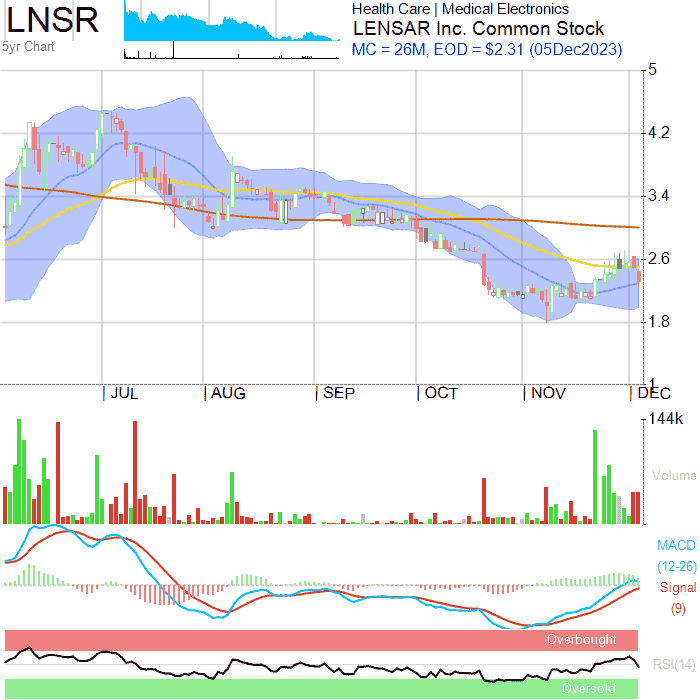 LNSR
5yr Chart
Health Care | Medical Electronics
LENSAR Inc. Common Stock
MC = 26M, EOD = $2.31 (05Dec2023)
5
4.2
3.4
2.6
1.8
1
JUL AUG SEP OCT NOV DEC
144k
Volume
MACD
(12-26)
Signal
(9)
Overbought
RSI(14)
Oversold